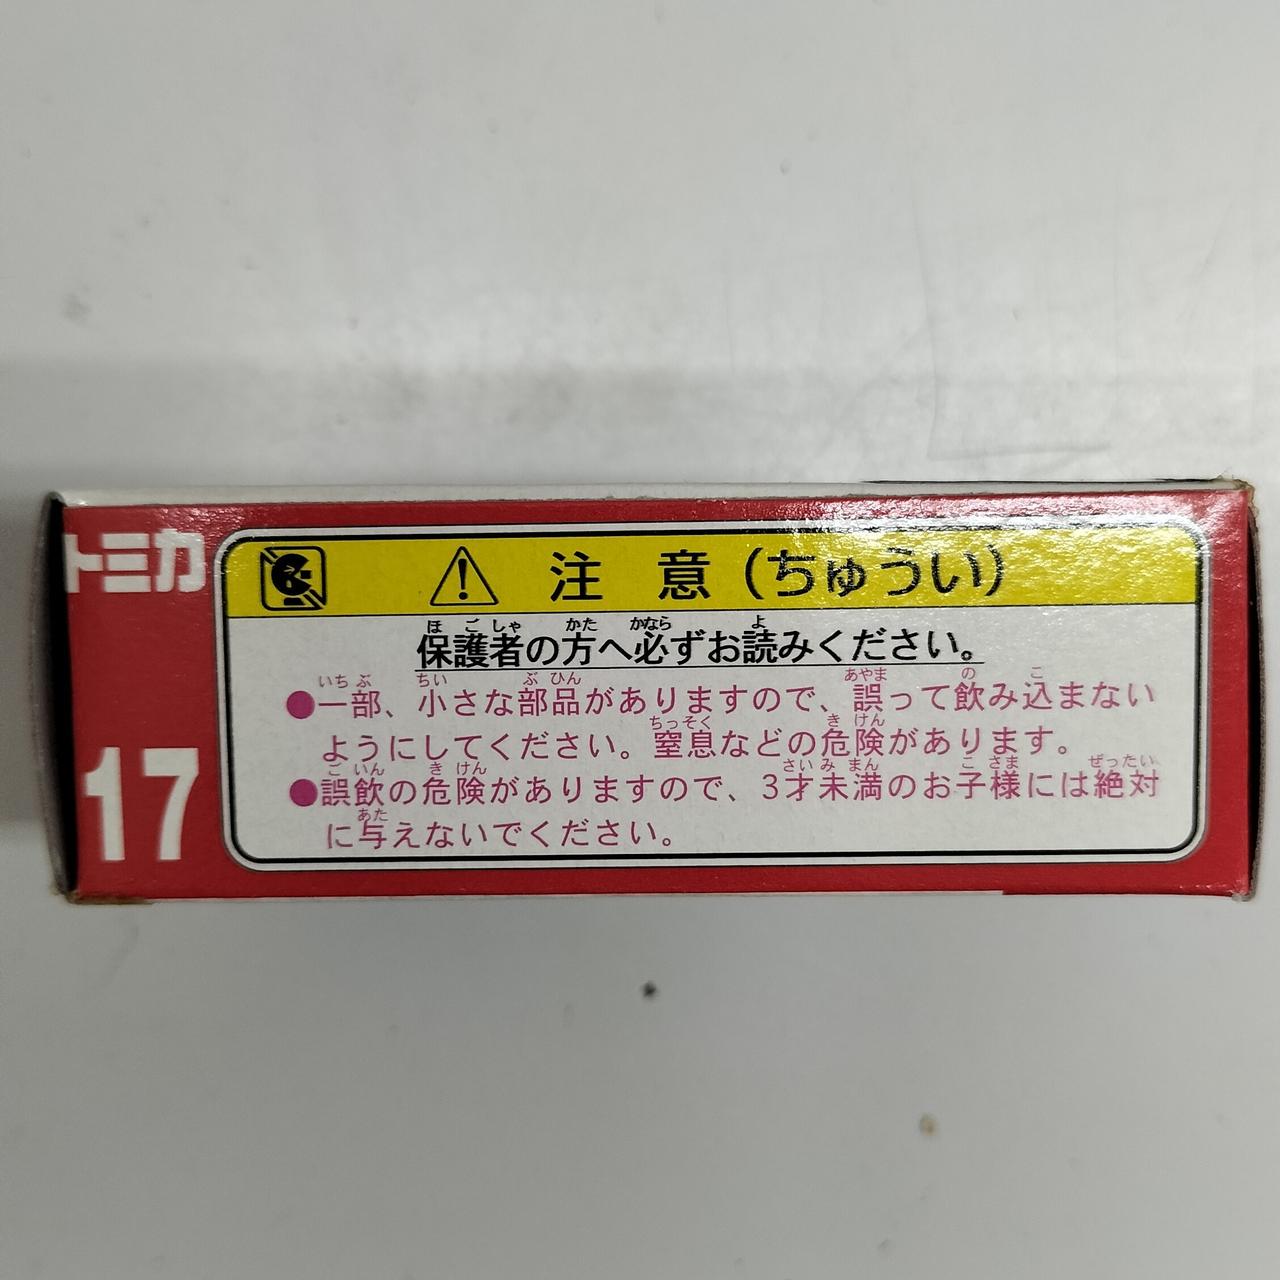 トミカ
17
注 意 (ちゅうい)
保護者の方へ必ずお読みください。
●一部、小さな部品がありますので、誤って飲み込まない
ようにしてください。窒息などの危険があります。
●誤飲の危険がありますので、3才未満のお子様には絶対
に与えないでください。